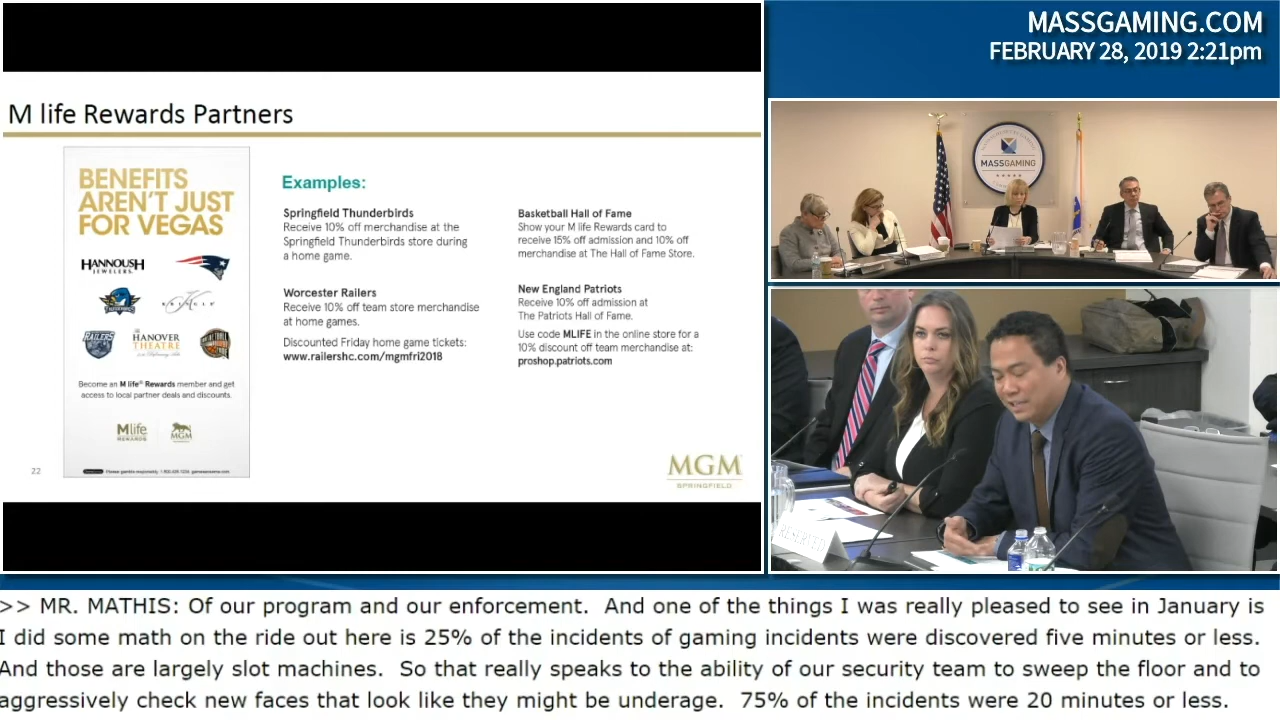 MASSGAMING.COM
FEBRUARY 28, 2019 2:21pm
M life Rewards Partners
BENEFITS
AREN'T JUST
FOR VEGAS
HANNOUSH
JEWELERS
RAILERS
THE
HANOVER
THEATRE
Become an M life® Rewards member and get
access to local partner deals and discounts.
Mlife
REWARDS
MGM
Please gamble responsibly. 1.800.426.1234 gamesensema.com
Examples:
Springfield Thunderbirds
Receive 10% off merchandise at the
Springfield Thunderbirds store during
a home game.
Worcester Railers
Receive 10% off team store merchandise
at home games.
Discounted Friday home game tickets:
www.railershc.com/mgmfri2018
Basketball Hall of Fame
Show your M life Rewards card to
receive 15% off admission and 10% off
merchandise at The Hall of Fame Store.
New England Patriots
Receive 10% off admission at
The Patriots Hall of Fame.
Use code MLIFE in the online store for a
10% discount off team merchandise at:
proshop.patriots.com
22
MGM
SPRINGFIELD
MASSGAMING
RESERVED
>> MR. MATHIS: Of our program and our enforcement. And one of the things I was really pleased to see in January is
I did some math on the ride out here is 25% of the incidents of gaming incidents were discovered five minutes or less.
And those are largely slot machines. So that really speaks to the ability of our security team to sweep the floor and to
aggressively check new faces that look like they might be underage. 75% of the incidents were 20 minutes or less.